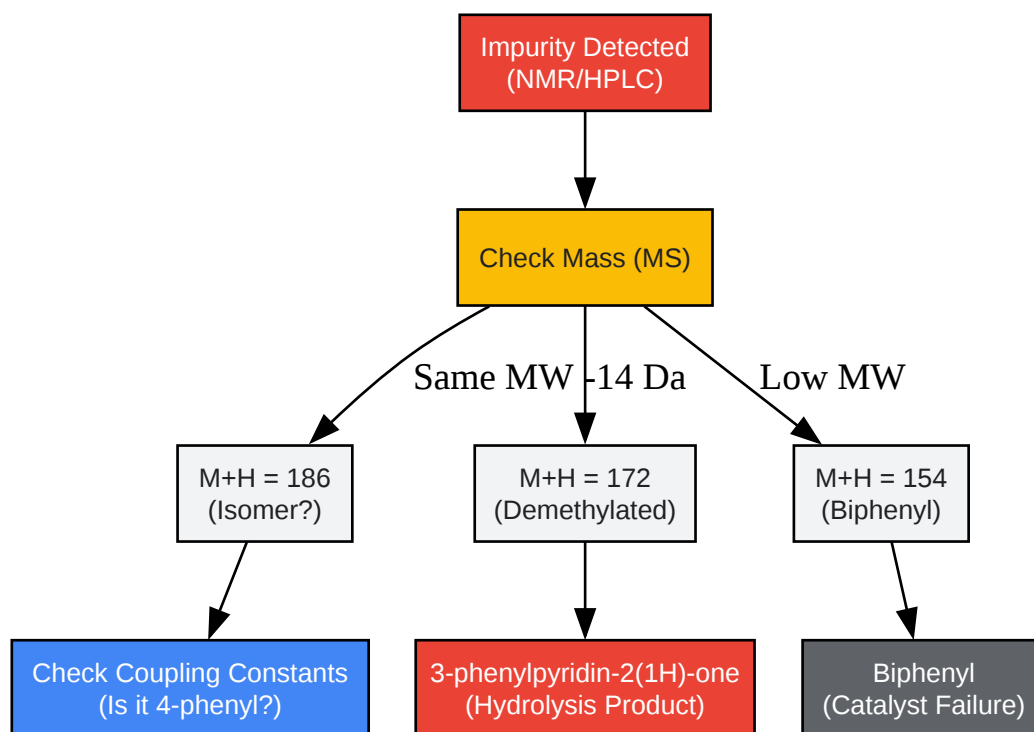 Impurity Detected
(NMR/HPLC)
Check Mass (MS)
Same MW
-14 Da
Low MW
M+H = 186
(Isomer?)
M+H = 172
(Demethylated)
M+H = 154
(Biphenyl)
Check Coupling Constants
(Is it 4-phenyl?)
3-phenylpyridin-2(1H)-one
(Hydrolysis Product)
Biphenyl
(Catalyst Failure)